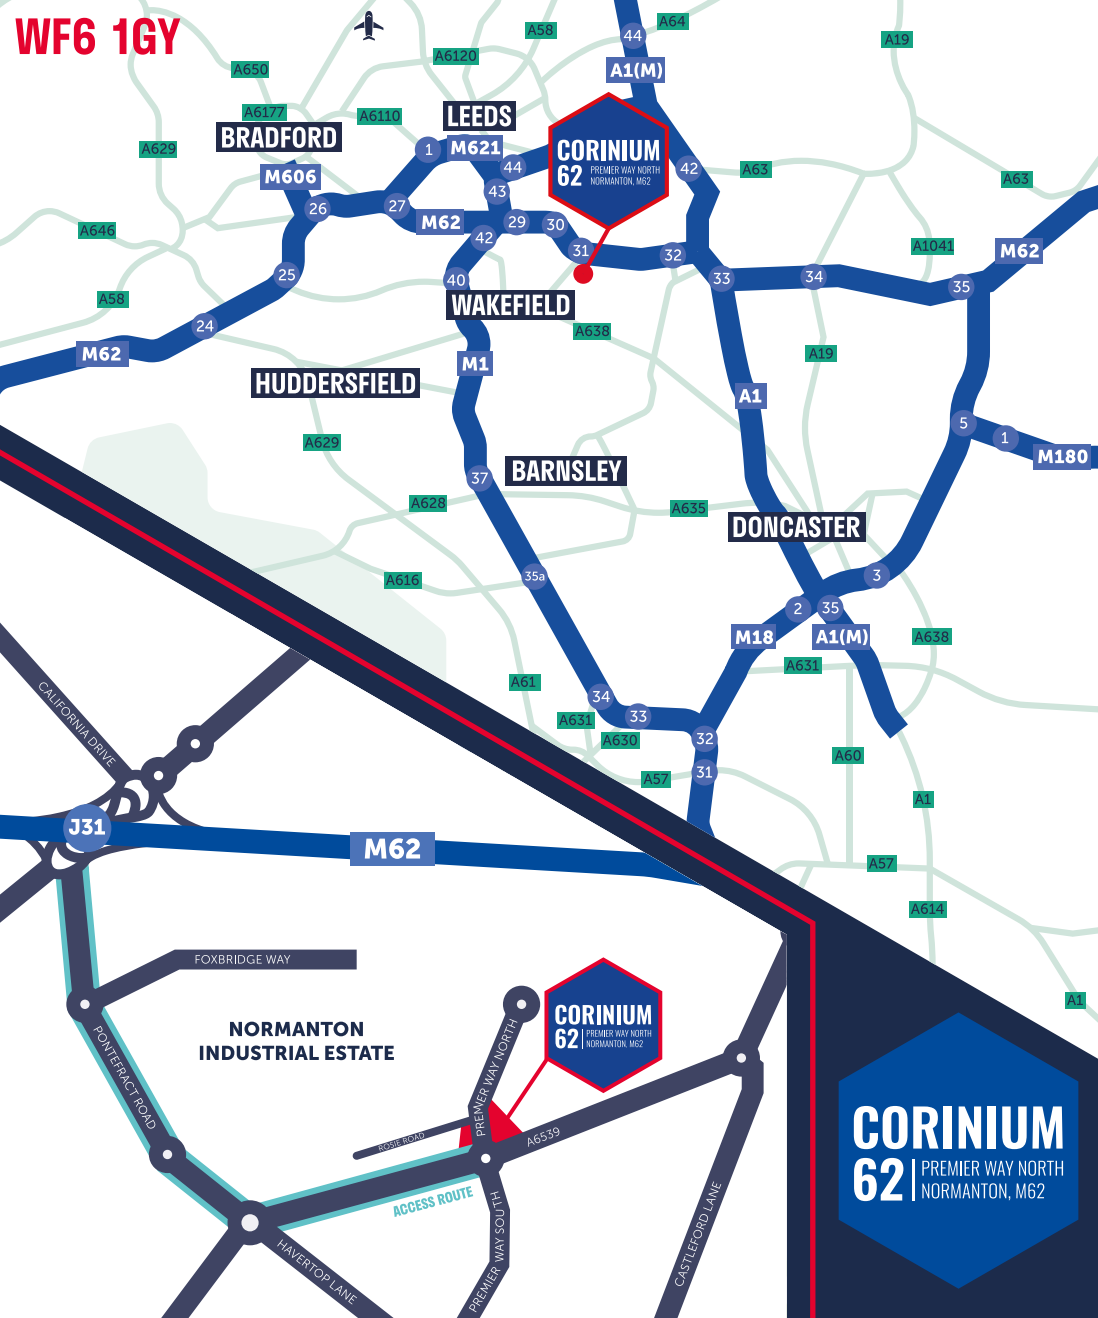 WF6 1GY
A58
A64
44
A19
A6120
A650
A1(M)
A6177
A6110
LEEDS
BRADFORD
A629
1
M621
CORINIUM
62
PREMIER WAY NORTH
NORMANTON, M62
44
42
A63
M606
43
A63
26
27
M62
29
30
42
A646
31
32
A1041
M62
25
40
33
34
35
A58
WAKEFIELD
24
A638
M62
M1
A19
HUDDERSFIELD
A1
5
1
A629
M180
37
BARNSLEY
A628
A635
DONCASTER
35a
3
A616
2
35
M18
A1(M)
A638
A631
A61
34
33
A631
A630
32
A60
31
A57
A1
A57
A614
A1
CALIFORNIA DRIVE
J31
M62
FOXBRIDGE WAY
NORMANTON
INDUSTRIAL ESTATE
PONTEFRACT ROAD
PREMIER WAY NORTH
CORINIUM
62
PREMIER WAY NORTH
NORMANTON, M62
ROSIE ROAD
A6539
ACCESS ROUTE
HAVERTOP LANE
PREMIER WAY SOUTH
CASTLEFORD LANE
CORINIUM
62
PREMIER WAY NORTH
NORMANTON, M62